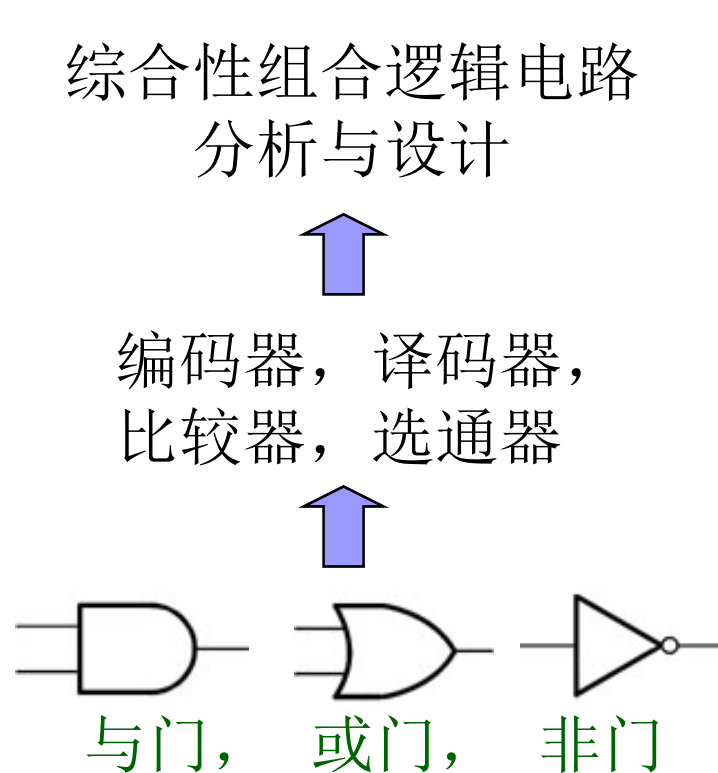 综合性组合逻辑电路
分析与设计
编码器，译码器，
比较器，选通器
与门， 或门， 非门